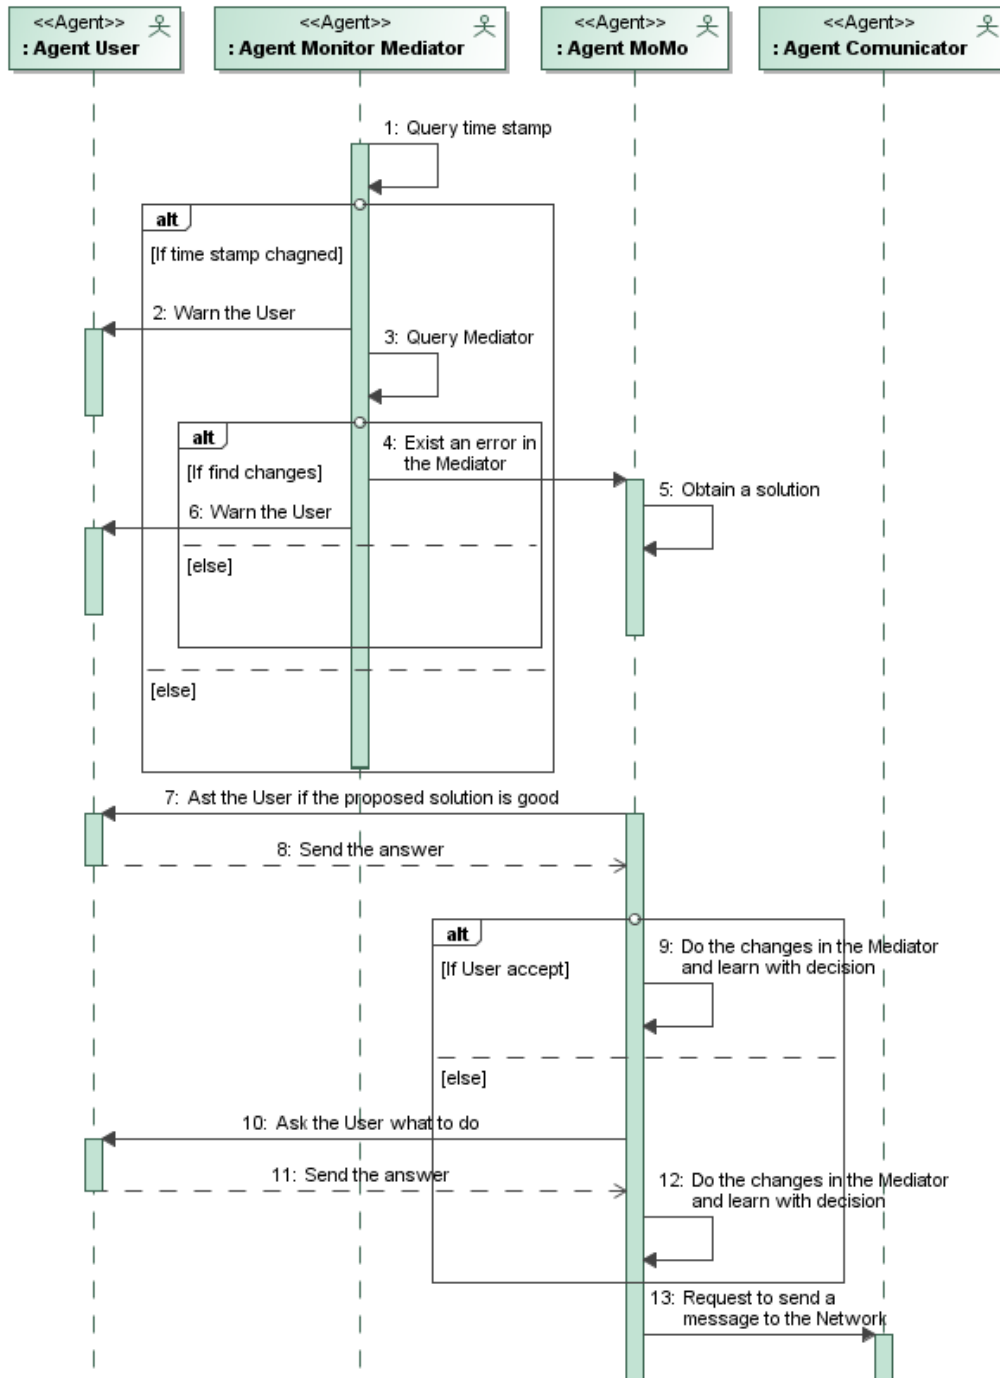 <<Agent>>
: Agent User
<<Agent>>
: Agent Monitor Mediator
<<Agent>>
: Agent MoMo
<<Agent>>
: Agent Comunicator
1: Query time stamp
alt
[If time stamp chagned]
2: Warn the User
3: Query Mediator
alt
4: Exist an error in
the Mediator
[If find changes]
5: Obtain a solution
6: Warn the User
[else]
[else]
7: Ast the User if the proposed solution is good
8: Send the answer
alt
9: Do the changes in the Mediator
and learn with decision
[If User accept]
[else]
10: Ask the User what to do
11: Send the answer
12: Do the changes in the Mediator
and learn with decision
13: Request to send a
message to the Network